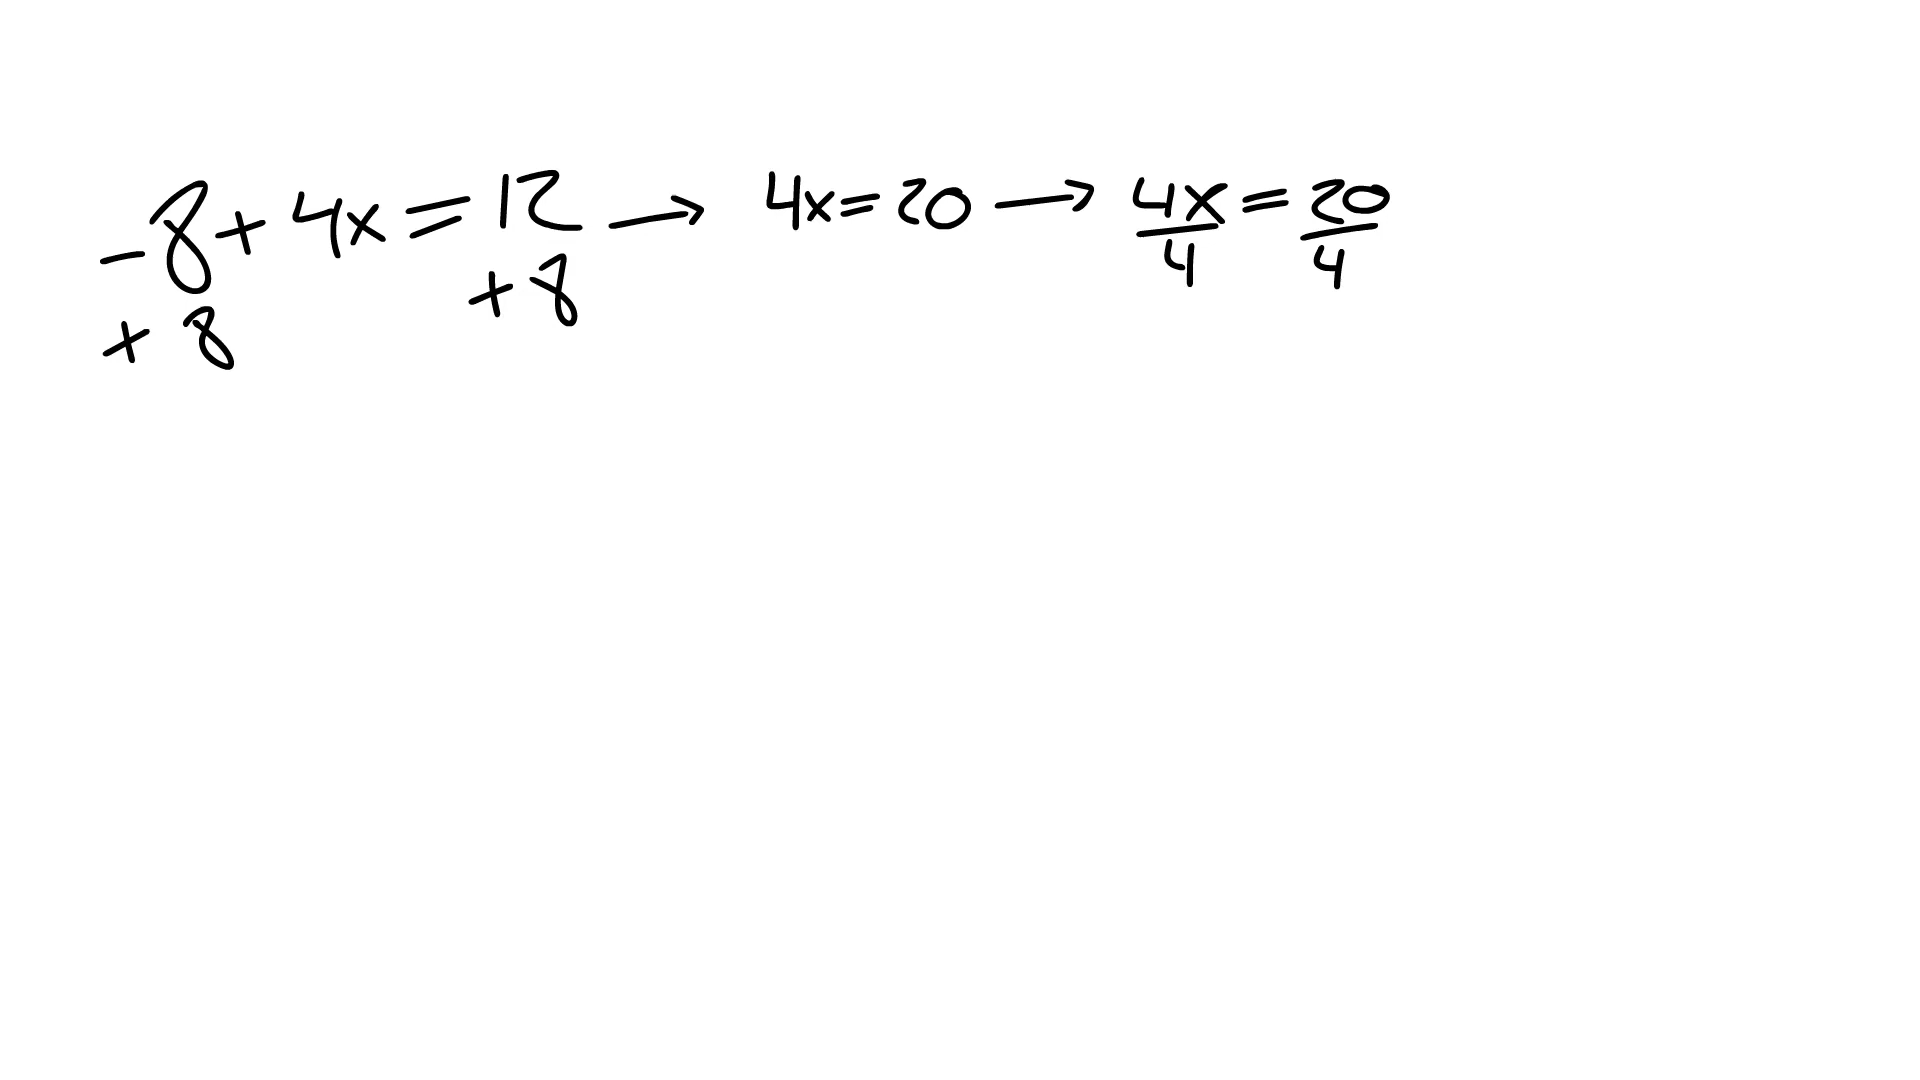 -8 + 4x = 12 → 4x = 20 → 4x/4 = 20/4
+ 8 + 8